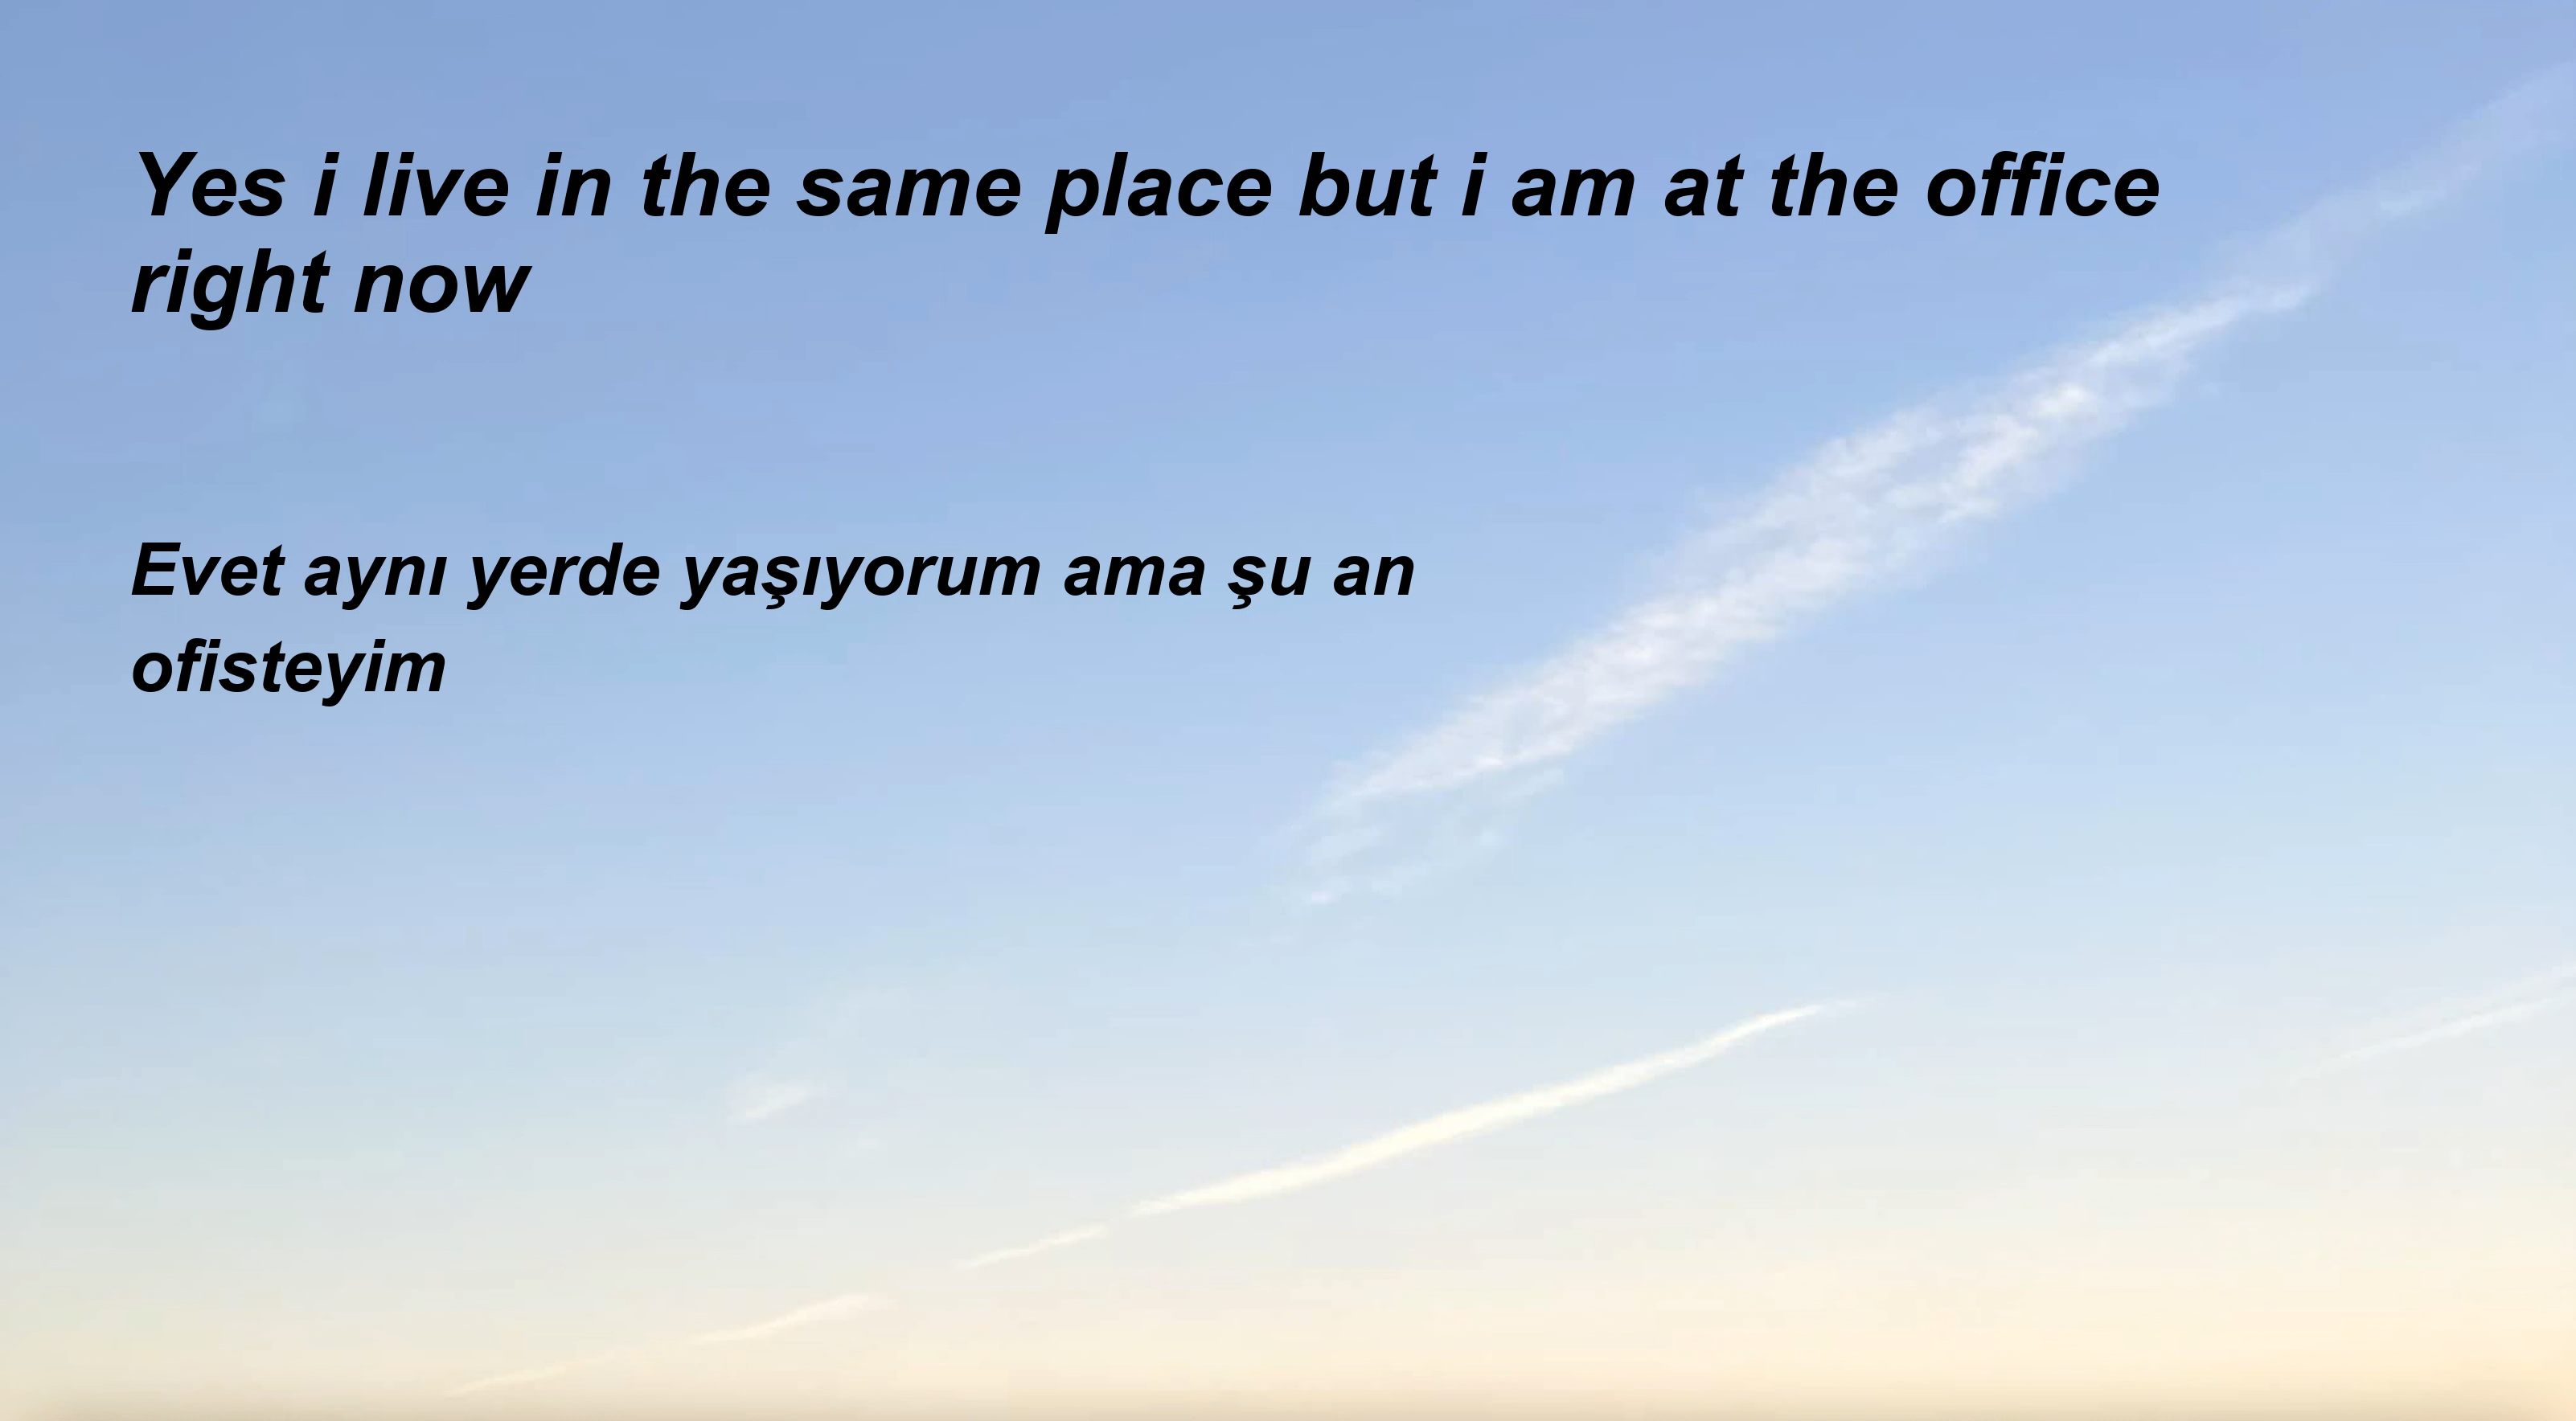 Yes i live in the same place but i am at the office
right now
Evet aynı yerde yaşıyorum ama şu an
ofisteyim